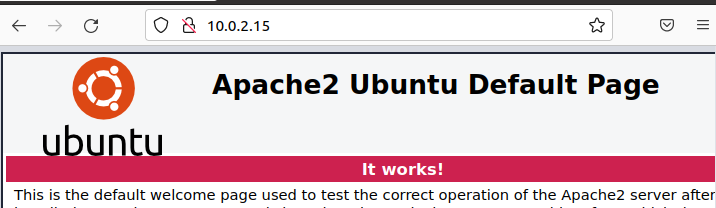 10.0.2.15
Apache2 Ubuntu Default Page
ubuntu
It works!
This is the default welcome page used to test the correct operation of the Apache2 server after